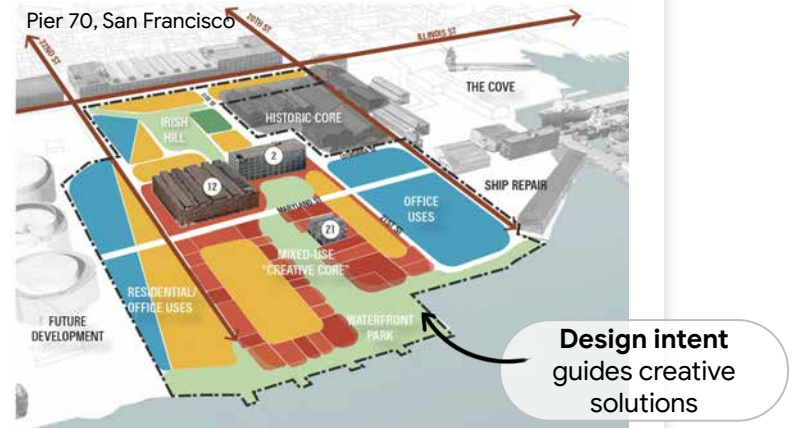 Pier 70, San Francisco
20TH ST
22ND ST
ILLINOIS ST
THE COVE
IRISH
HILL
HISTORIC CORE
2
12
SHIP REPAIR
OFFICE
USES
MARYLAND ST
21ST ST
21
MIXED-USE
"CREATIVE CORE"
RESIDENTIAL/
OFFICE USES
FUTURE
DEVELOPMENT
WATERFRONT
PARK
Design intent
guides creative
solutions